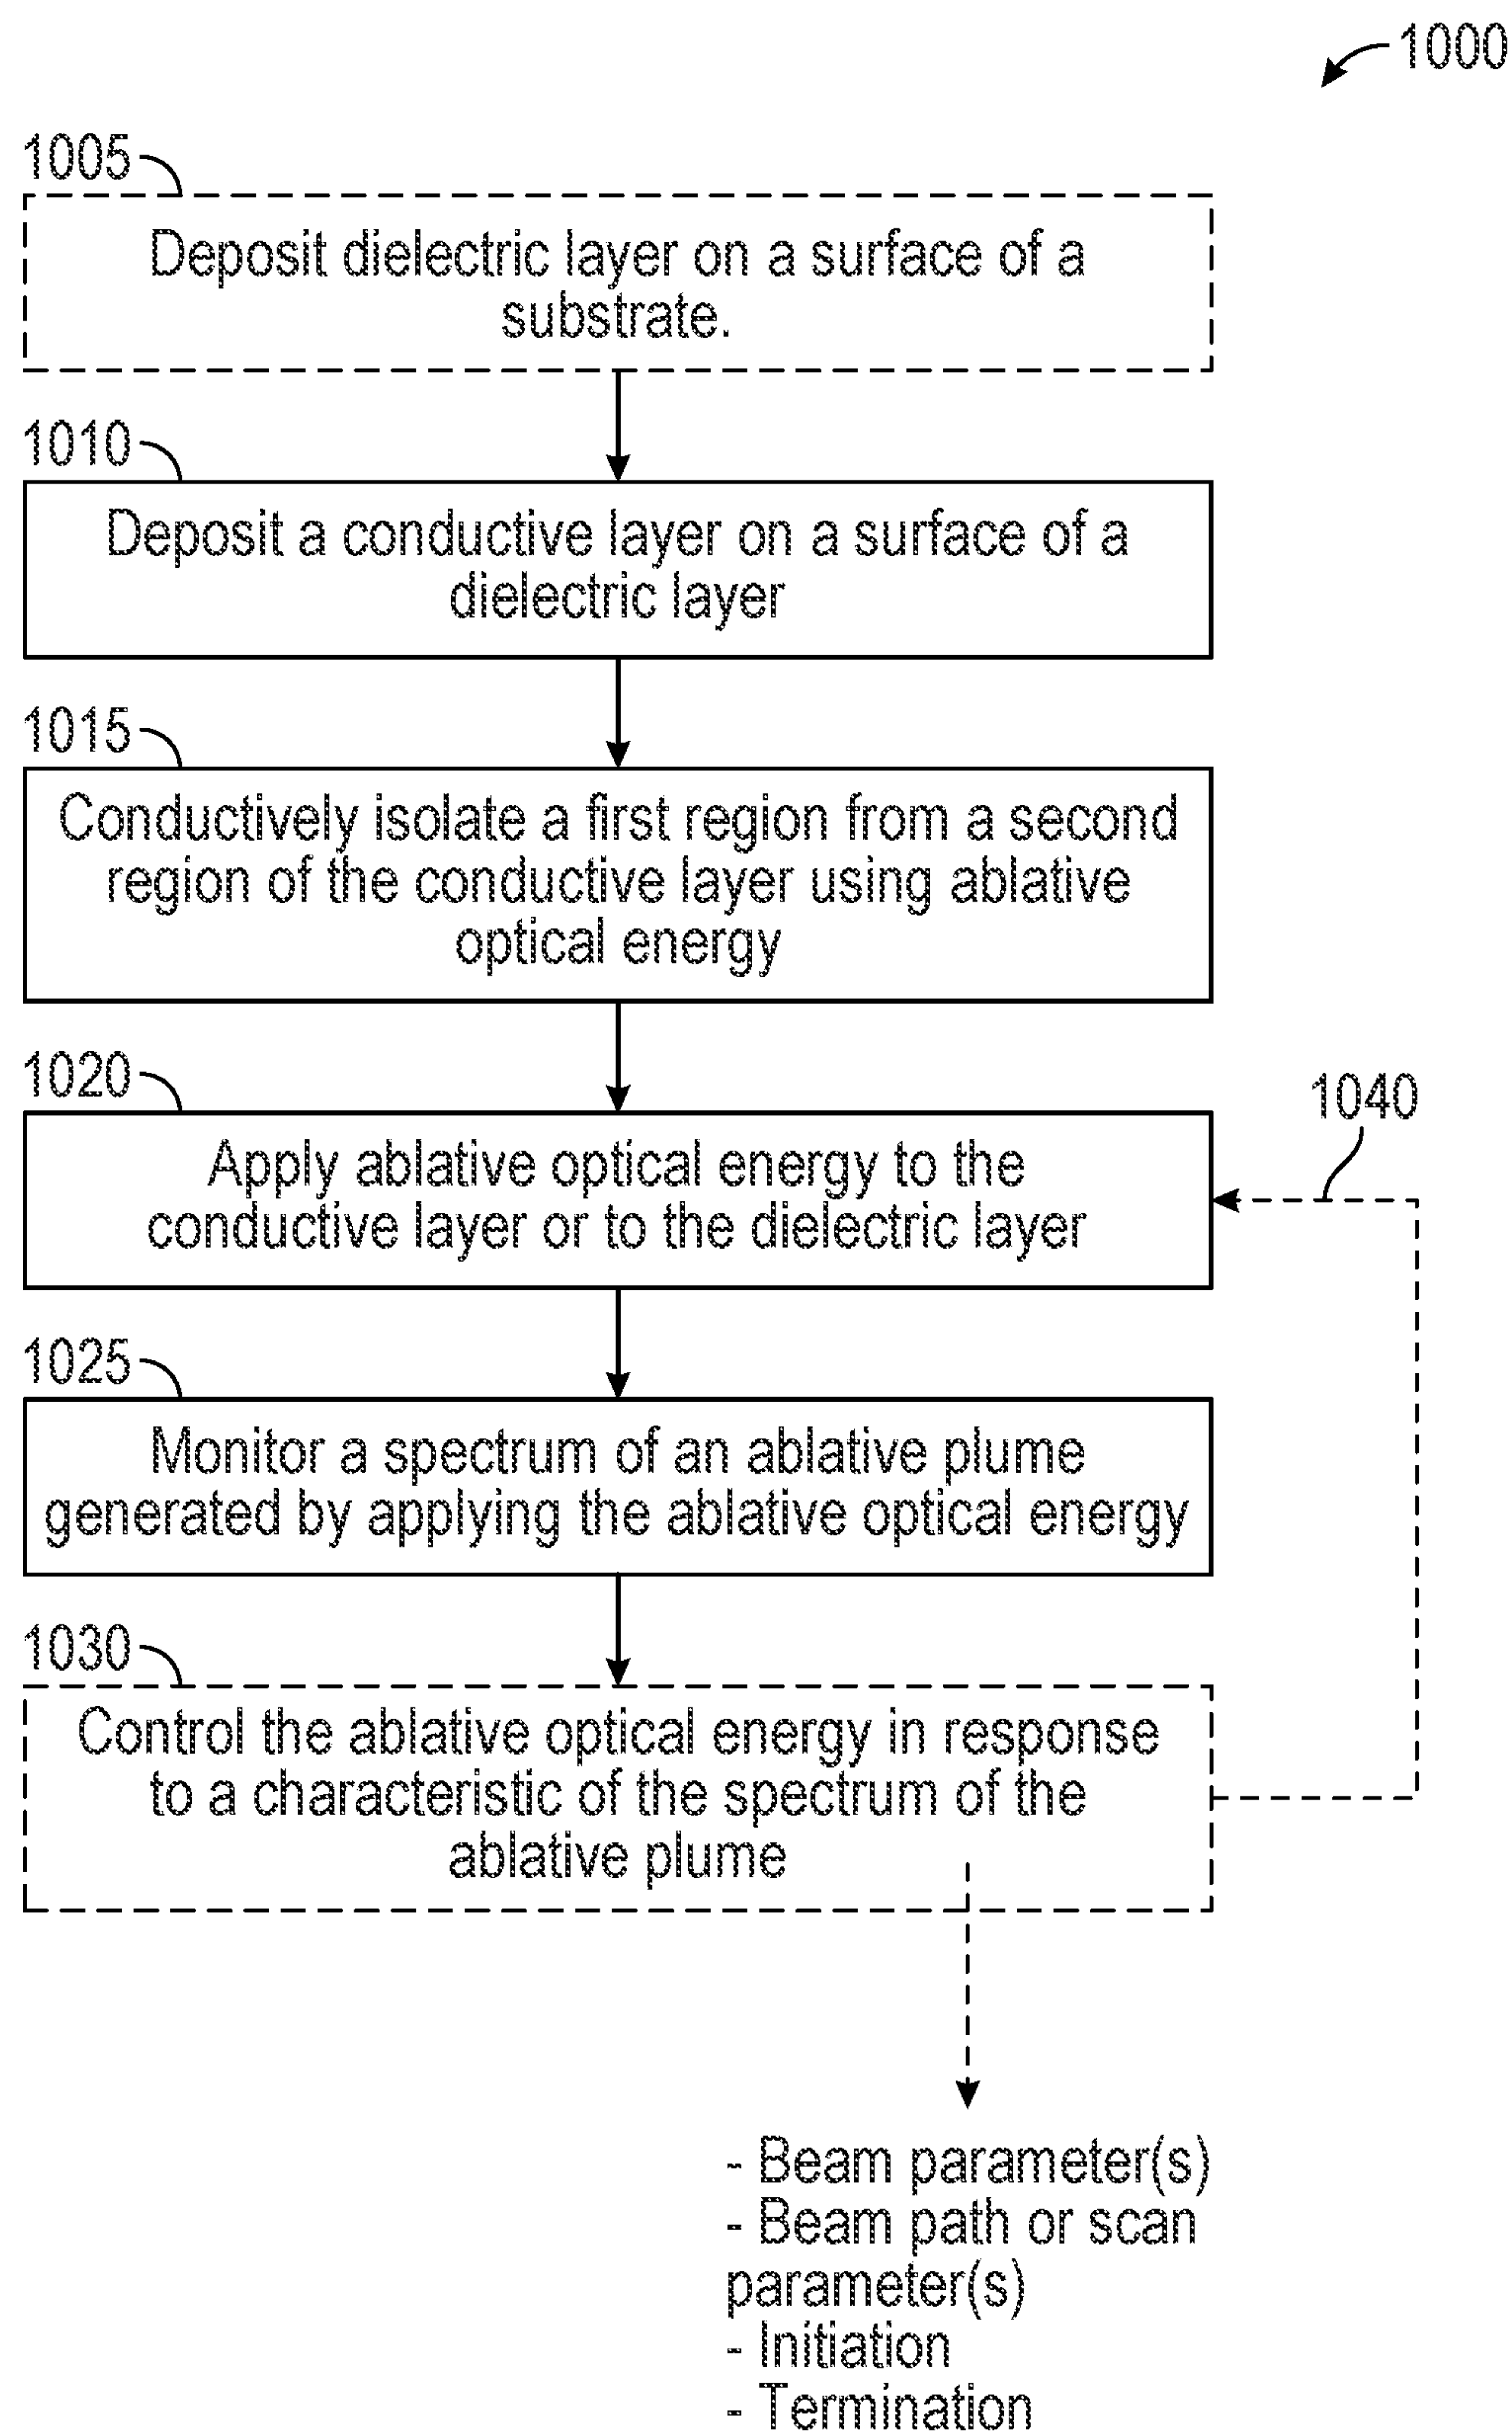 1000
1005
Deposit dielectric layer on a surface of a
substrate.
1010
Deposit a conductive layer on a surface of a
dielectric layer
1015
Conductively isolate a first region from a second
region of the conductive layer using ablative
optical energy
1020
Apply ablative optical energy to the
conductive layer or to the dielectric layer
1040
1025
Monitor a spectrum of an ablative plume
generated by applying the ablative optical energy
1030
Control the ablative optical energy in response
to a characteristic of the spectrum of the
ablative plume
- Beam parameter(s)
- Beam path or scan
parameter(s)
- Initiation
- Termination